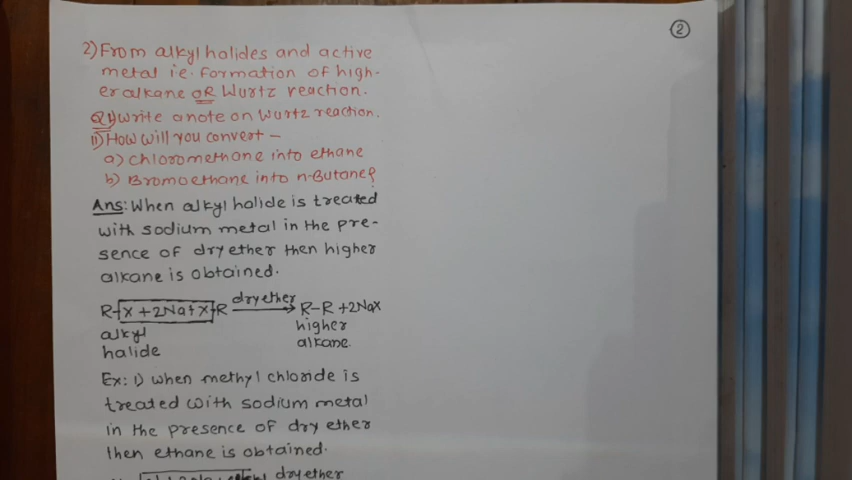 2
2) From alkyl halides and active
metal i.e. formation of high-
er alkane OR Wurtz reaction.
Q1) write a note on Wurtz reaction.
11) How will you convert -
a) chloromethane into ethane
b) Bromoethane into n-Butane?
Ans: When alkyl halide is treated
with sodium metal in the pre-
sence of dry ether then higher
alkane is obtained.
R-X + 2Na + X-R dry ether → R-R + 2NaX
alkyl higher
halide alkane.
Ex: 1) when methyl chloride is
treated with sodium metal
in the presence of dry ether
then ethane is obtained.
dry ether